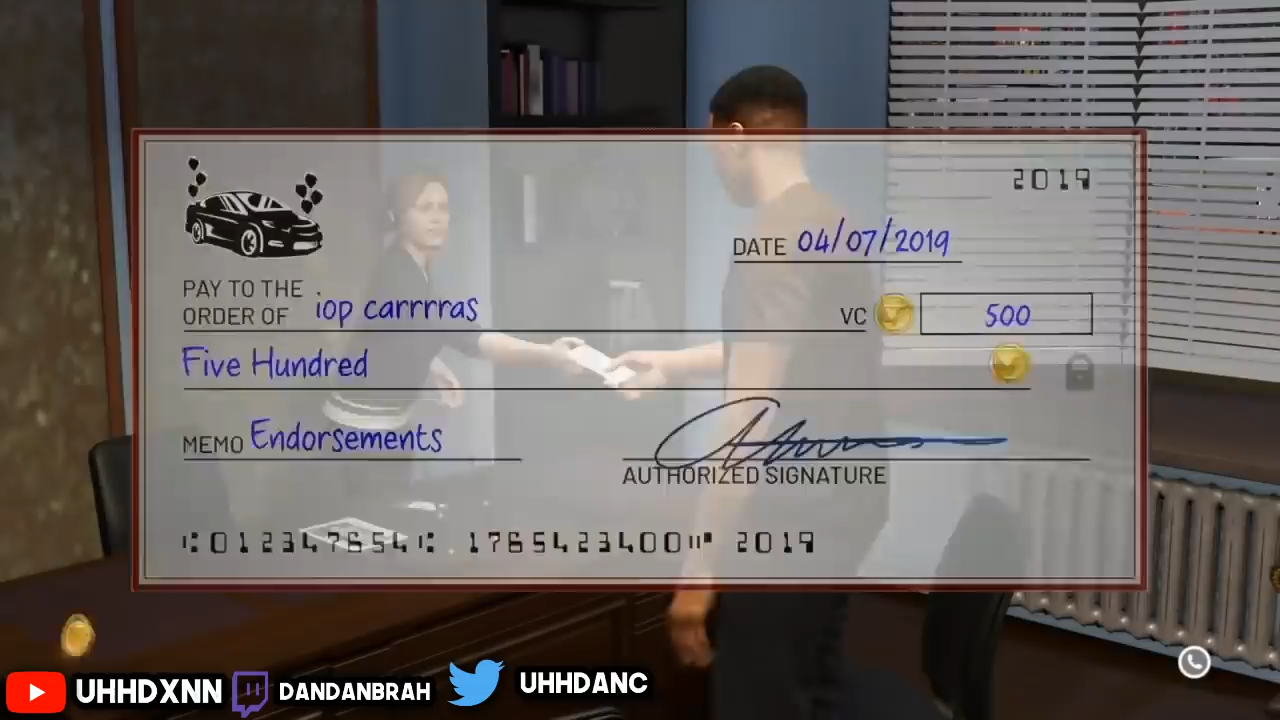 2019
DATE 04/07/2019
PAY TO THE
ORDER OF iop carrrras VC 500
Five Hundred
MEMO Endorsements
AUTHORIZED SIGNATURE
⑆0123476541⑆ 1765423400⑈ 2019
UHHDXNN DANDANBRAH UHHDANC